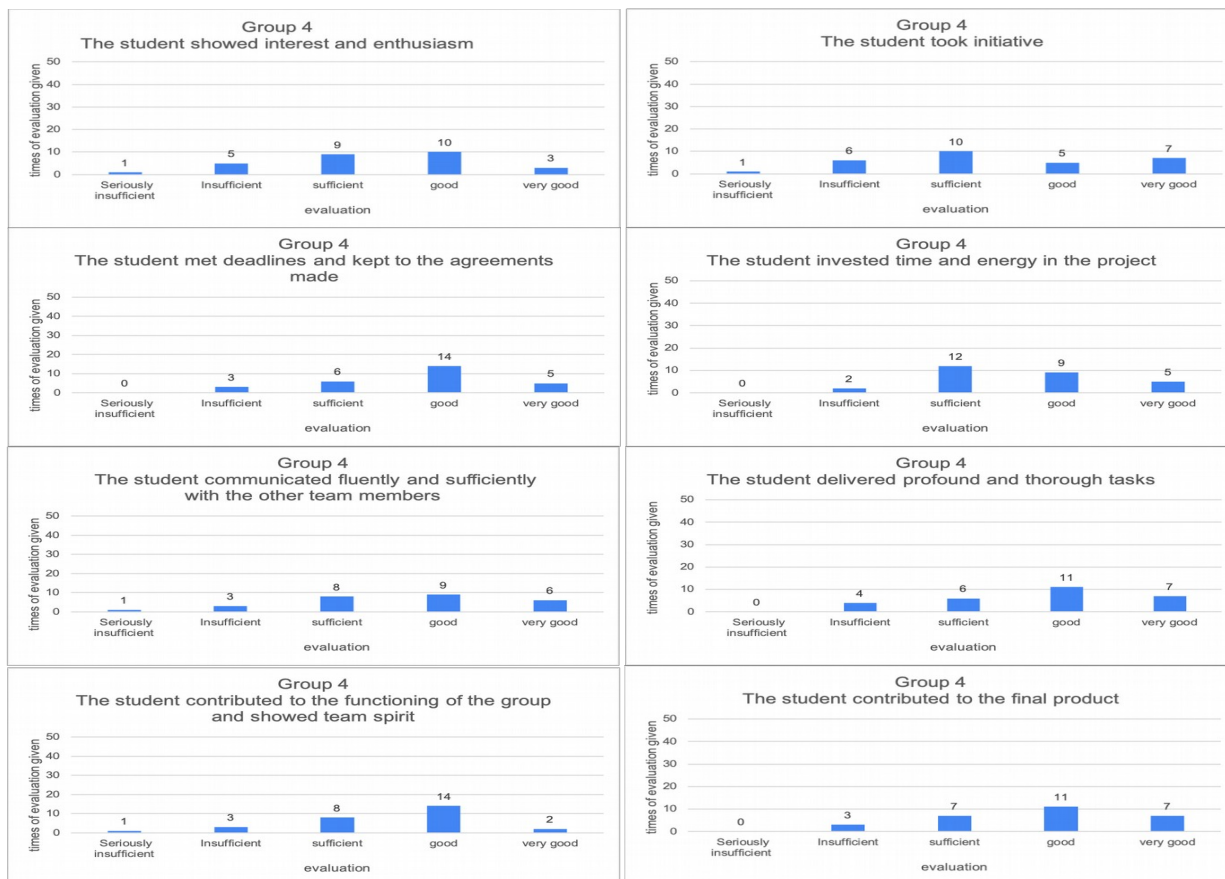 Group 4
The student showed interest and enthusiasm
times of evaluation given
50
40
30
20
10
0
1
5
9
10
3
Seriously
insufficient
Insufficient
sufficient
good
very good
evaluation
Group 4
The student took initiative
times of evaluation given
50
40
30
20
10
0
1
6
10
5
7
Seriously
insufficient
Insufficient
sufficient
good
very good
evaluation
Group 4
The student met deadlines and kept to the agreements
made
times of evaluation given
50
40
30
20
10
0
0
3
6
14
5
Seriously
insufficient
Insufficient
sufficient
good
very good
evaluation
Group 4
The student invested time and energy in the project
times of evaluation given
50
40
30
20
10
0
0
2
12
9
5
Seriously
insufficient
Insufficient
sufficient
good
very good
evaluation
Group 4
The student communicated fluently and sufficiently
with the other team members
times of evaluation given
50
40
30
20
10
0
1
3
8
9
6
Seriously
insufficient
Insufficient
sufficient
good
very good
evaluation
Group 4
The student delivered profound and thorough tasks
times of evaluation given
50
40
30
20
10
0
0
4
6
11
7
Seriously
insufficient
Insufficient
sufficient
good
very good
evaluation
Group 4
The student contributed to the functioning of the group
and showed team spirit
times of evaluation given
50
40
30
20
10
0
1
3
8
14
2
Seriously
insufficient
Insufficient
sufficient
good
very good
evaluation
Group 4
The student contributed to the final product
times of evaluation given
50
40
30
20
10
0
0
3
7
11
7
Seriously
insufficient
Insufficient
sufficient
good
very good
evaluation